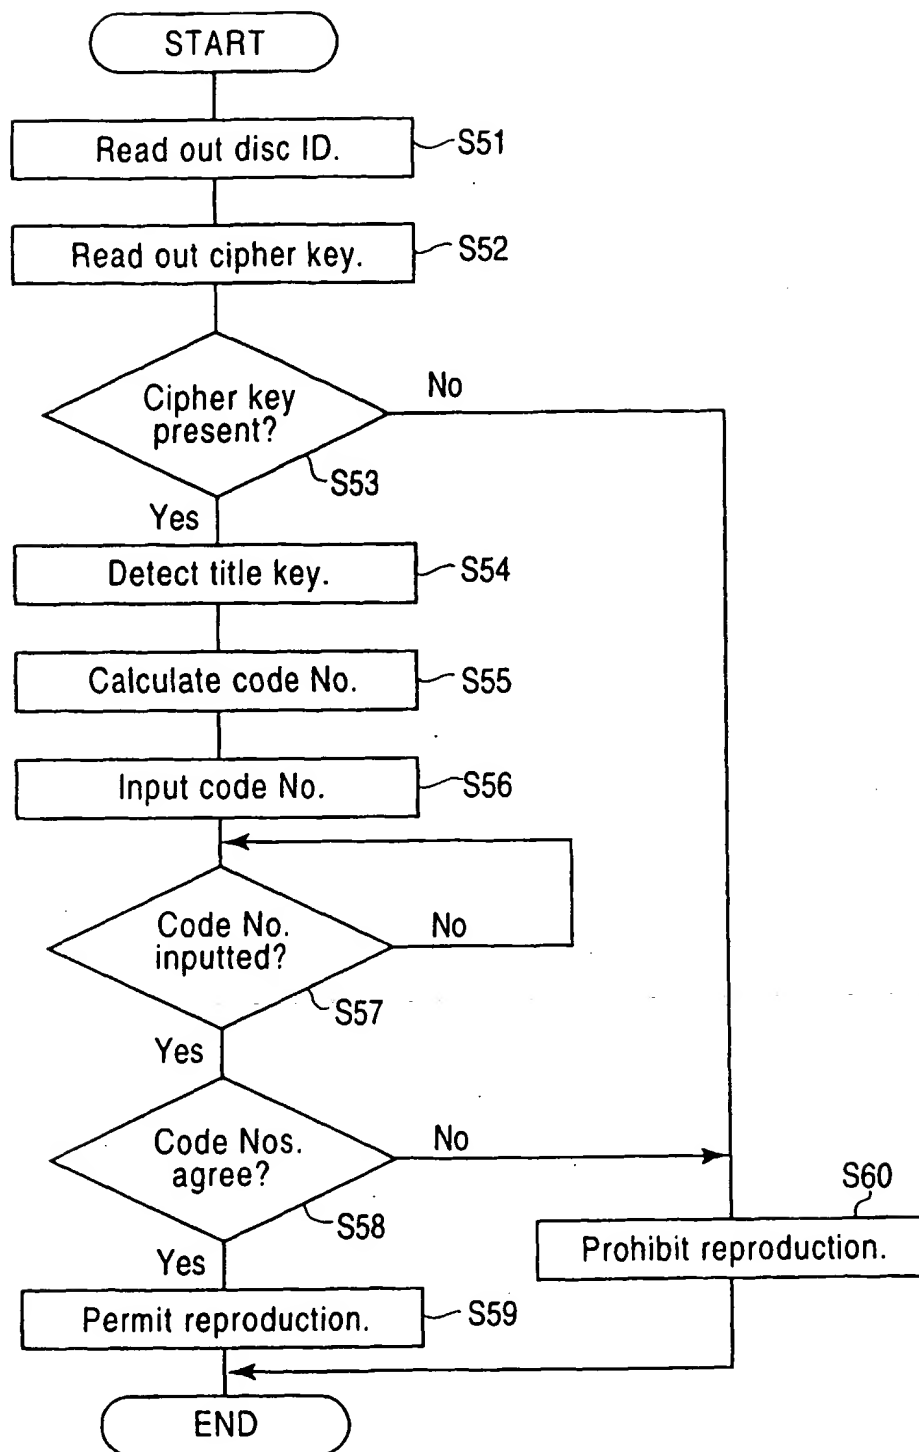 START
Read out disc ID.
S51
Read out cipher key.
S52
Cipher key
present?
No
S53
Yes
Detect title key.
S54
Calculate code No.
S55
Input code No.
S56
Code No.
inputted?
No
S57
Yes
Code Nos.
agree?
No
S58
S60
Prohibit reproduction.
Yes
Permit reproduction.
S59
END